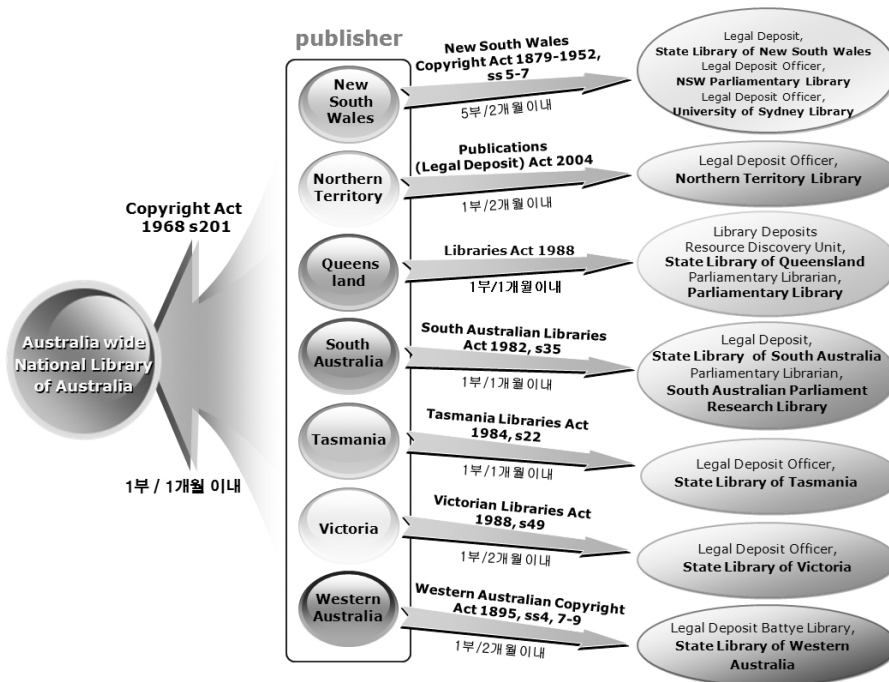 publisher
Australia wide
National Library
of Australia
Copyright Act
1968 s201
1부 / 1개월 이내
New
South
Wales
New South Wales
Copyright Act 1879-1952,
ss 5-7
5부/2개월이내
Legal Deposit,
State Library of New South Wales
Legal Deposit Officer,
NSW Parliamentary Library
Legal Deposit Officer,
University of Sydney Library
Northern
Territory
Publications
(Legal Deposit) Act 2004
1부/2개월이내
Legal Deposit Officer,
Northern Territory Library
Queens
land
Libraries Act 1988
1부/1개월이내
Library Deposits
Resource Discovery Unit,
State Library of Queensland
Parliamentary Librarian,
Parliamentary Library
South
Australia
South Australian Libraries
Act 1982, s35
1부/1개월이내
Legal Deposit,
State Library of South Australia
Parliamentary Librarian,
South Australian Parliament
Research Library
Tasmania
Tasmania Libraries Act
1984, s22
1부/1개월이내
Legal Deposit Officer,
State Library of Tasmania
Victoria
Victorian Libraries Act
1988, s49
1부/2개월이내
Legal Deposit Officer,
State Library of Victoria
Western
Australia
Western Australian Copyright
Act 1895, ss4, 7-9
1부/2개월이내
Legal Deposit Battye Library,
State Library of Western
Australia